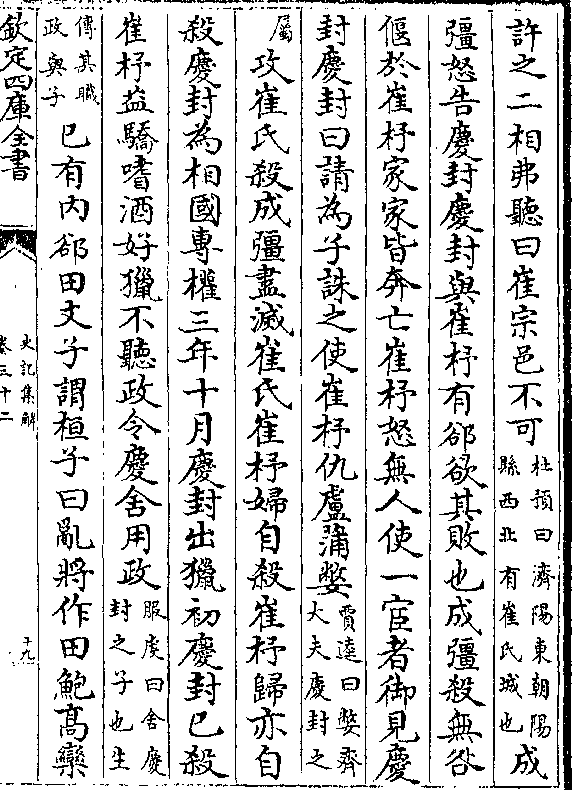 許之二相弗聽曰崔宗邑不可杜預曰濟陽東朝陽縣西北有崔氏城也成
彊怒告慶封慶封與崔杼有郤欲其敗也成彊殺無咎
偃於崔杼家家皆奔亡崔杼怒無人使一宦者御見慶
封慶封曰請為子誅之使崔杼仇盧蒲嫳賈逵曰嫳齊大夫慶封之
屬攻崔氏殺成彊盡滅崔氏崔杼婦自殺崔杼歸亦自
殺慶封為相國專權三年十月慶封出獵初慶封已殺
崔杼益驕嗜酒好獵不聽政令慶舍用政服虔曰舍慶封之子也生
傳其職政與子已有内郤田文子謂桓子曰亂將作田鮑髙欒
欽定四庫全書
史記集解
卷三十二
十九